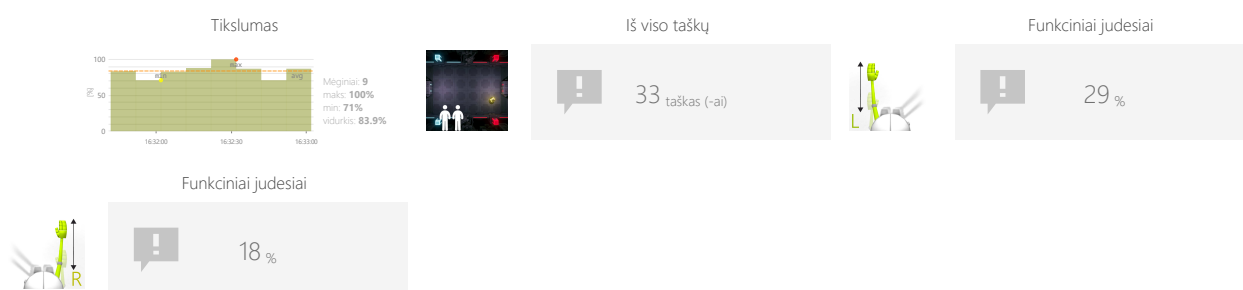 Tikslumas
100
50
0
[%]
min
max
avg
16:32:00
16:32:30
16:33:00
Mėginiai: 9
maks: 100%
min: 71%
vidurkis: 83.9%
Iš viso taškų
33 taškas (-ai)
Funkciniai judesiai
L
29 %
Funkciniai judesiai
R
18 %